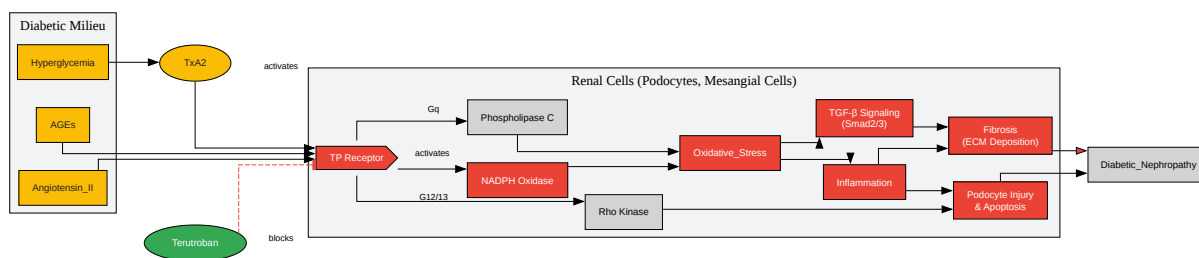 Diabetic Milieu
Hyperglycemia
TxA2
activates
AGEs
Angiotensin_II
Terutroban
blocks
Renal Cells (Podocytes, Mesangial Cells)
TP Receptor
Gq
activates
G12/13
Phospholipase C
NADPH Oxidase
Rho Kinase
Oxidative_Stress
TGF-β Signaling
(Smad2/3)
Inflammation
Fibrosis
(ECM Deposition)
Podocyte Injury
& Apoptosis
Diabetic_Nephropathy